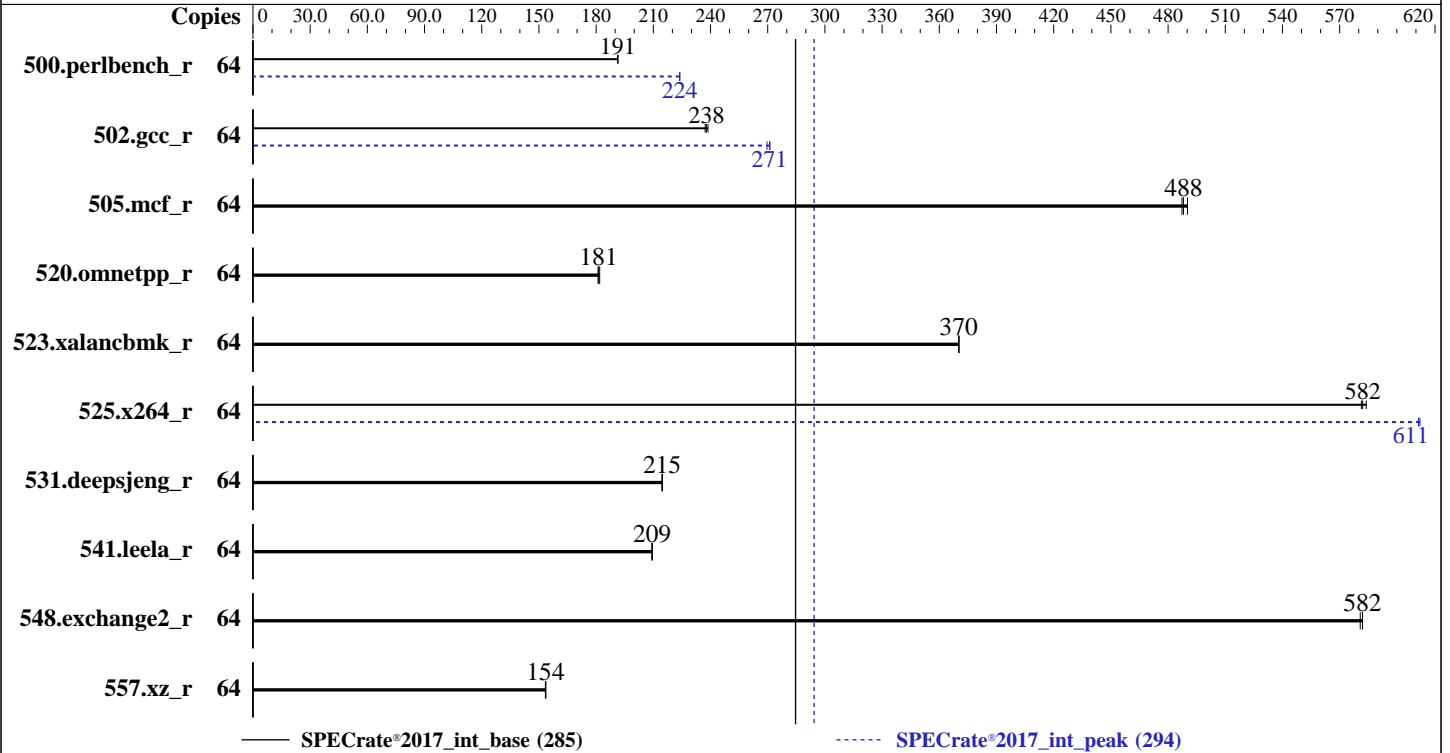 Copies 0 30.0 60.0 90.0 120 150 180 210 240 270 300 330 360 390 420 450 480 510 540 570 620
500.perlbench_r 64 191
224
502.gcc_r 64 238
271
505.mcf_r 64 488
520.omnetpp_r 64 181
523.xalancbmk_r 64 370
525.x264_r 64 582
611
531.deepsjeng_r 64 215
541.leela_r 64 209
548.exchange2_r 64 582
557.xz_r 64 154
SPECrate®2017_int_base (285) SPECrate®2017_int_peak (294)